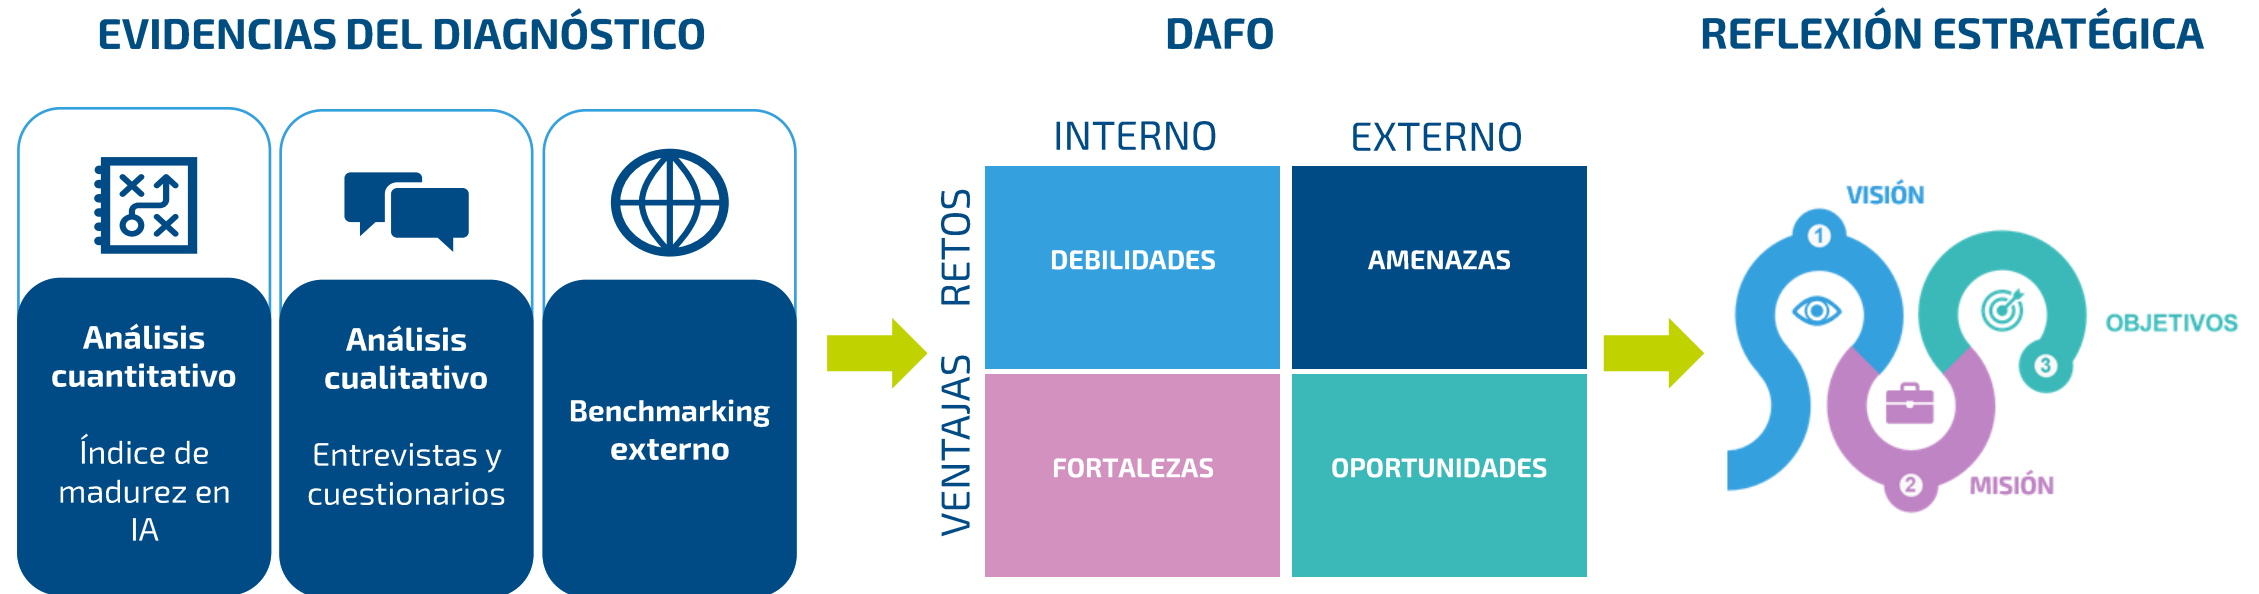 EVIDENCIAS DEL DIAGNÓSTICO
Análisis
cuantitativo
Índice de
madurez en
IA
Análisis
cualitativo
Entrevistas y
cuestionarios
Benchmarking
externo
DAFO
INTERNO
EXTERNO
RETOS
VENTAJAS
DEBILIDADES
AMENAZAS
FORTALEZAS
OPORTUNIDADES
REFLEXIÓN ESTRATÉGICA
VISIÓN
1
MISIÓN
2
OBJETIVOS
3